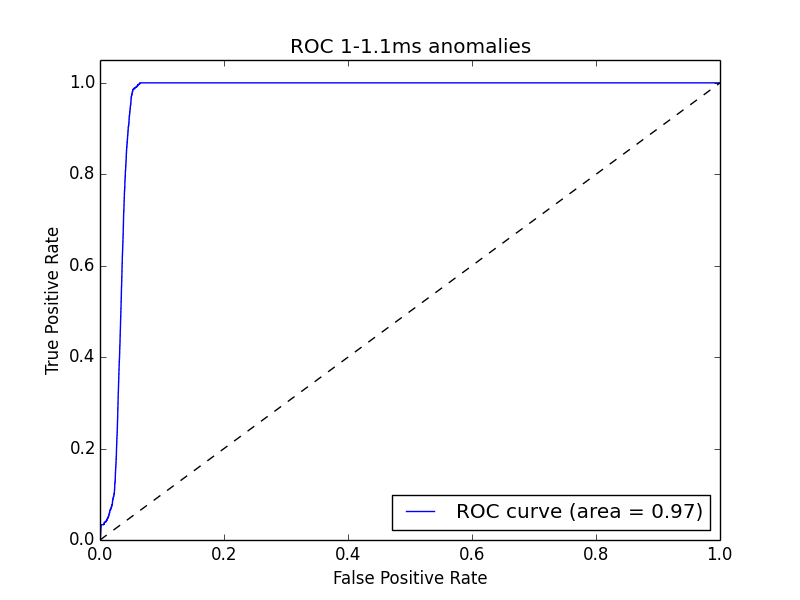 ROC 1-1.1ms anomalies
1.0
0.8
0.6
0.4
0.2
0.0
True Positive Rate
ROC curve (area = 0.97)
0.0 0.2 0.4 0.6 0.8 1.0
False Positive Rate